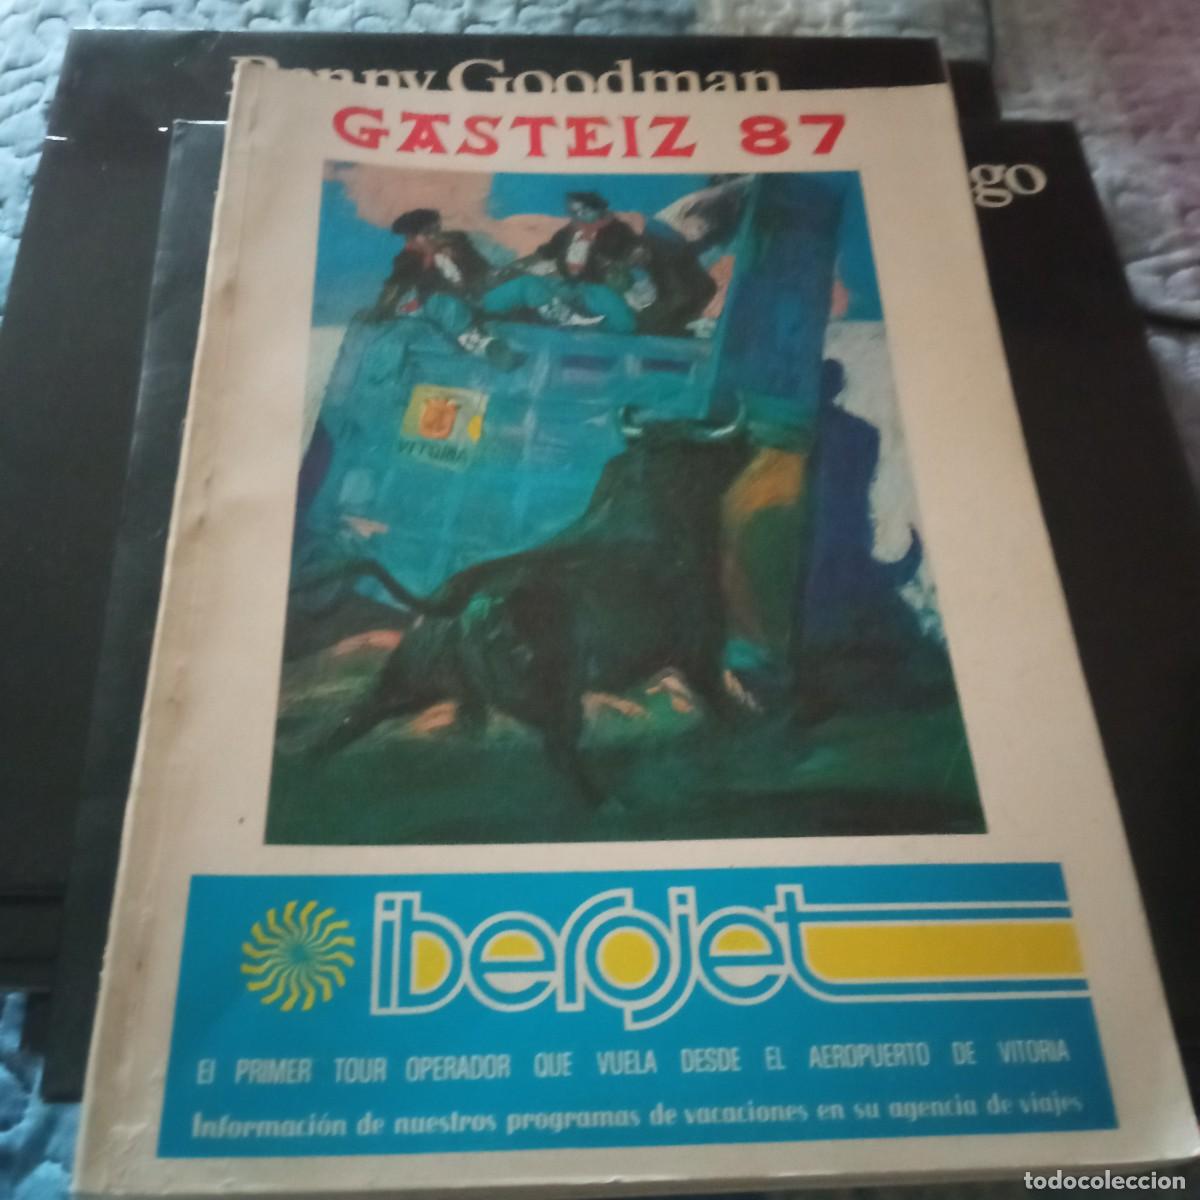 Benny Goodman
GASTEIZ 87
go
VITORIA
iberojet
El PRIMER TOUR OPERADOR QUE VUELA DESDE EL AEROPUERTO DE VITORIA
Información de nuestros programas de vacaciones en su agencia de viajes
todocoleccion